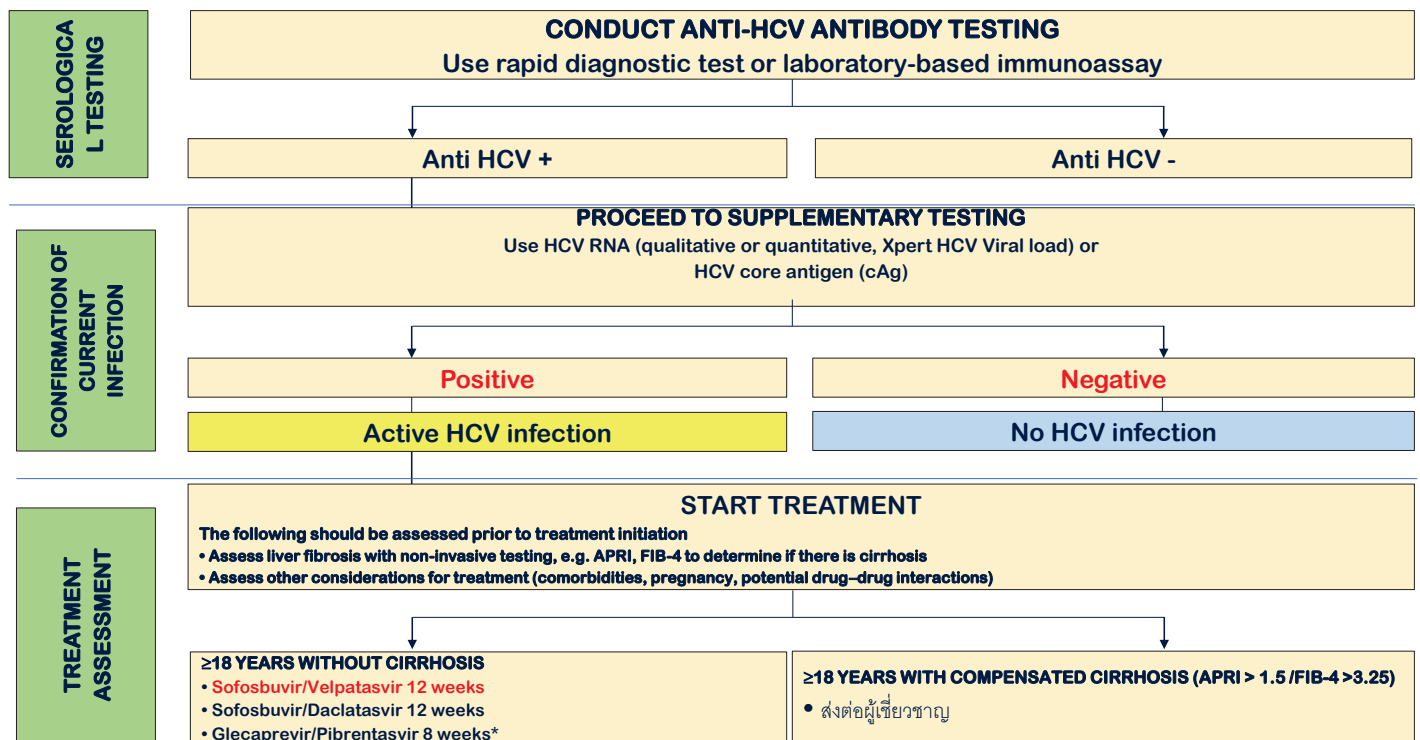 SEROLOGICA
L TESTING
CONDUCT ANTI-HCV ANTIBODY TESTING
Use rapid diagnostic test or laboratory-based immunoassay
Anti HCV +
Anti HCV -
CONFIRMATION OF
CURRENT
INFECTION
PROCEED TO SUPPLEMENTARY TESTING
Use HCV RNA (qualitative or quantitative, Xpert HCV Viral load) or
HCV core antigen (cAg)
Positive
Negative
Active HCV infection
No HCV infection
TREATMENT
ASSESSMENT
START TREATMENT
The following should be assessed prior to treatment initiation
• Assess liver fibrosis with non-invasive testing, e.g. APRI, FIB-4 to determine if there is cirrhosis
• Assess other considerations for treatment (comorbidities, pregnancy, potential drug–drug interactions)
≥18 YEARS WITHOUT CIRRHOSIS
• Sofosbuvir/Velpatasvir 12 weeks
• Sofosbuvir/Daclatasvir 12 weeks
• Glecaprevir/Pibrentasvir 8 weeks*
≥18 YEARS WITH COMPENSATED CIRRHOSIS (APRI > 1.5 /FIB-4 >3.25)
• ส่งต่อผู้เชี่ยวชาญ